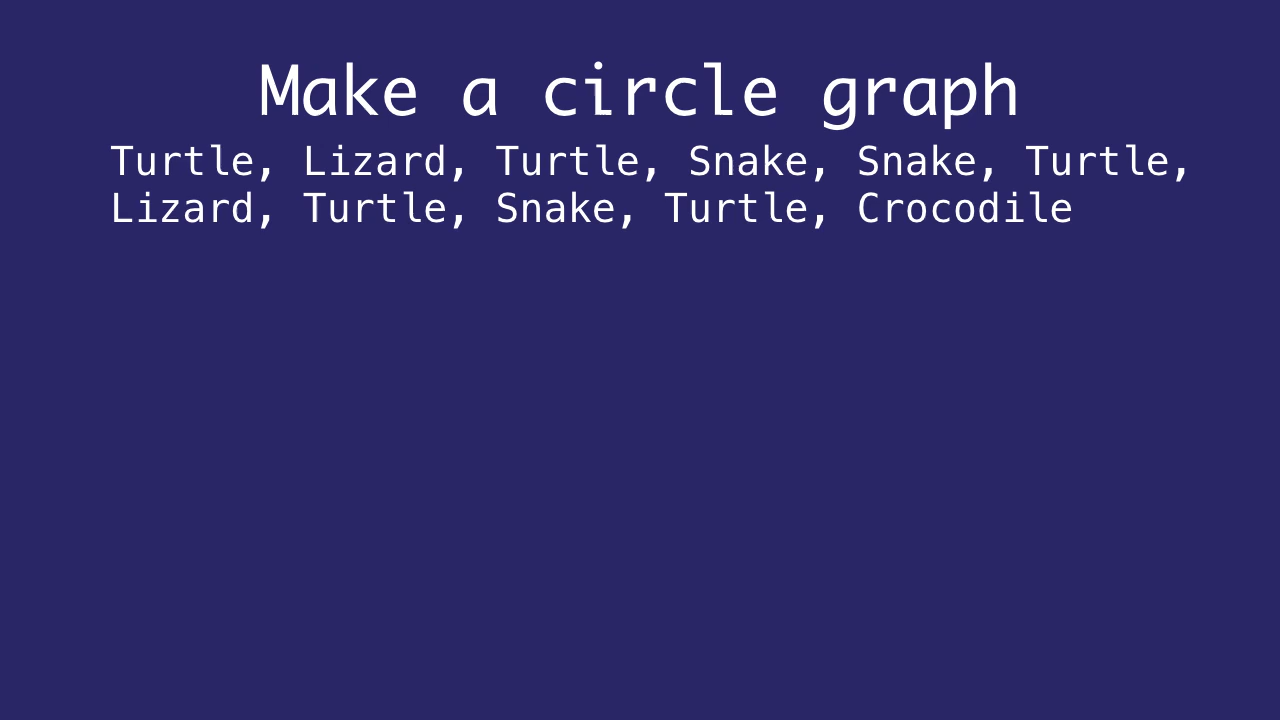 Make a circle graph
Turtle, Lizard, Turtle, Snake, Snake, Turtle,
Lizard, Turtle, Snake, Turtle, Crocodile